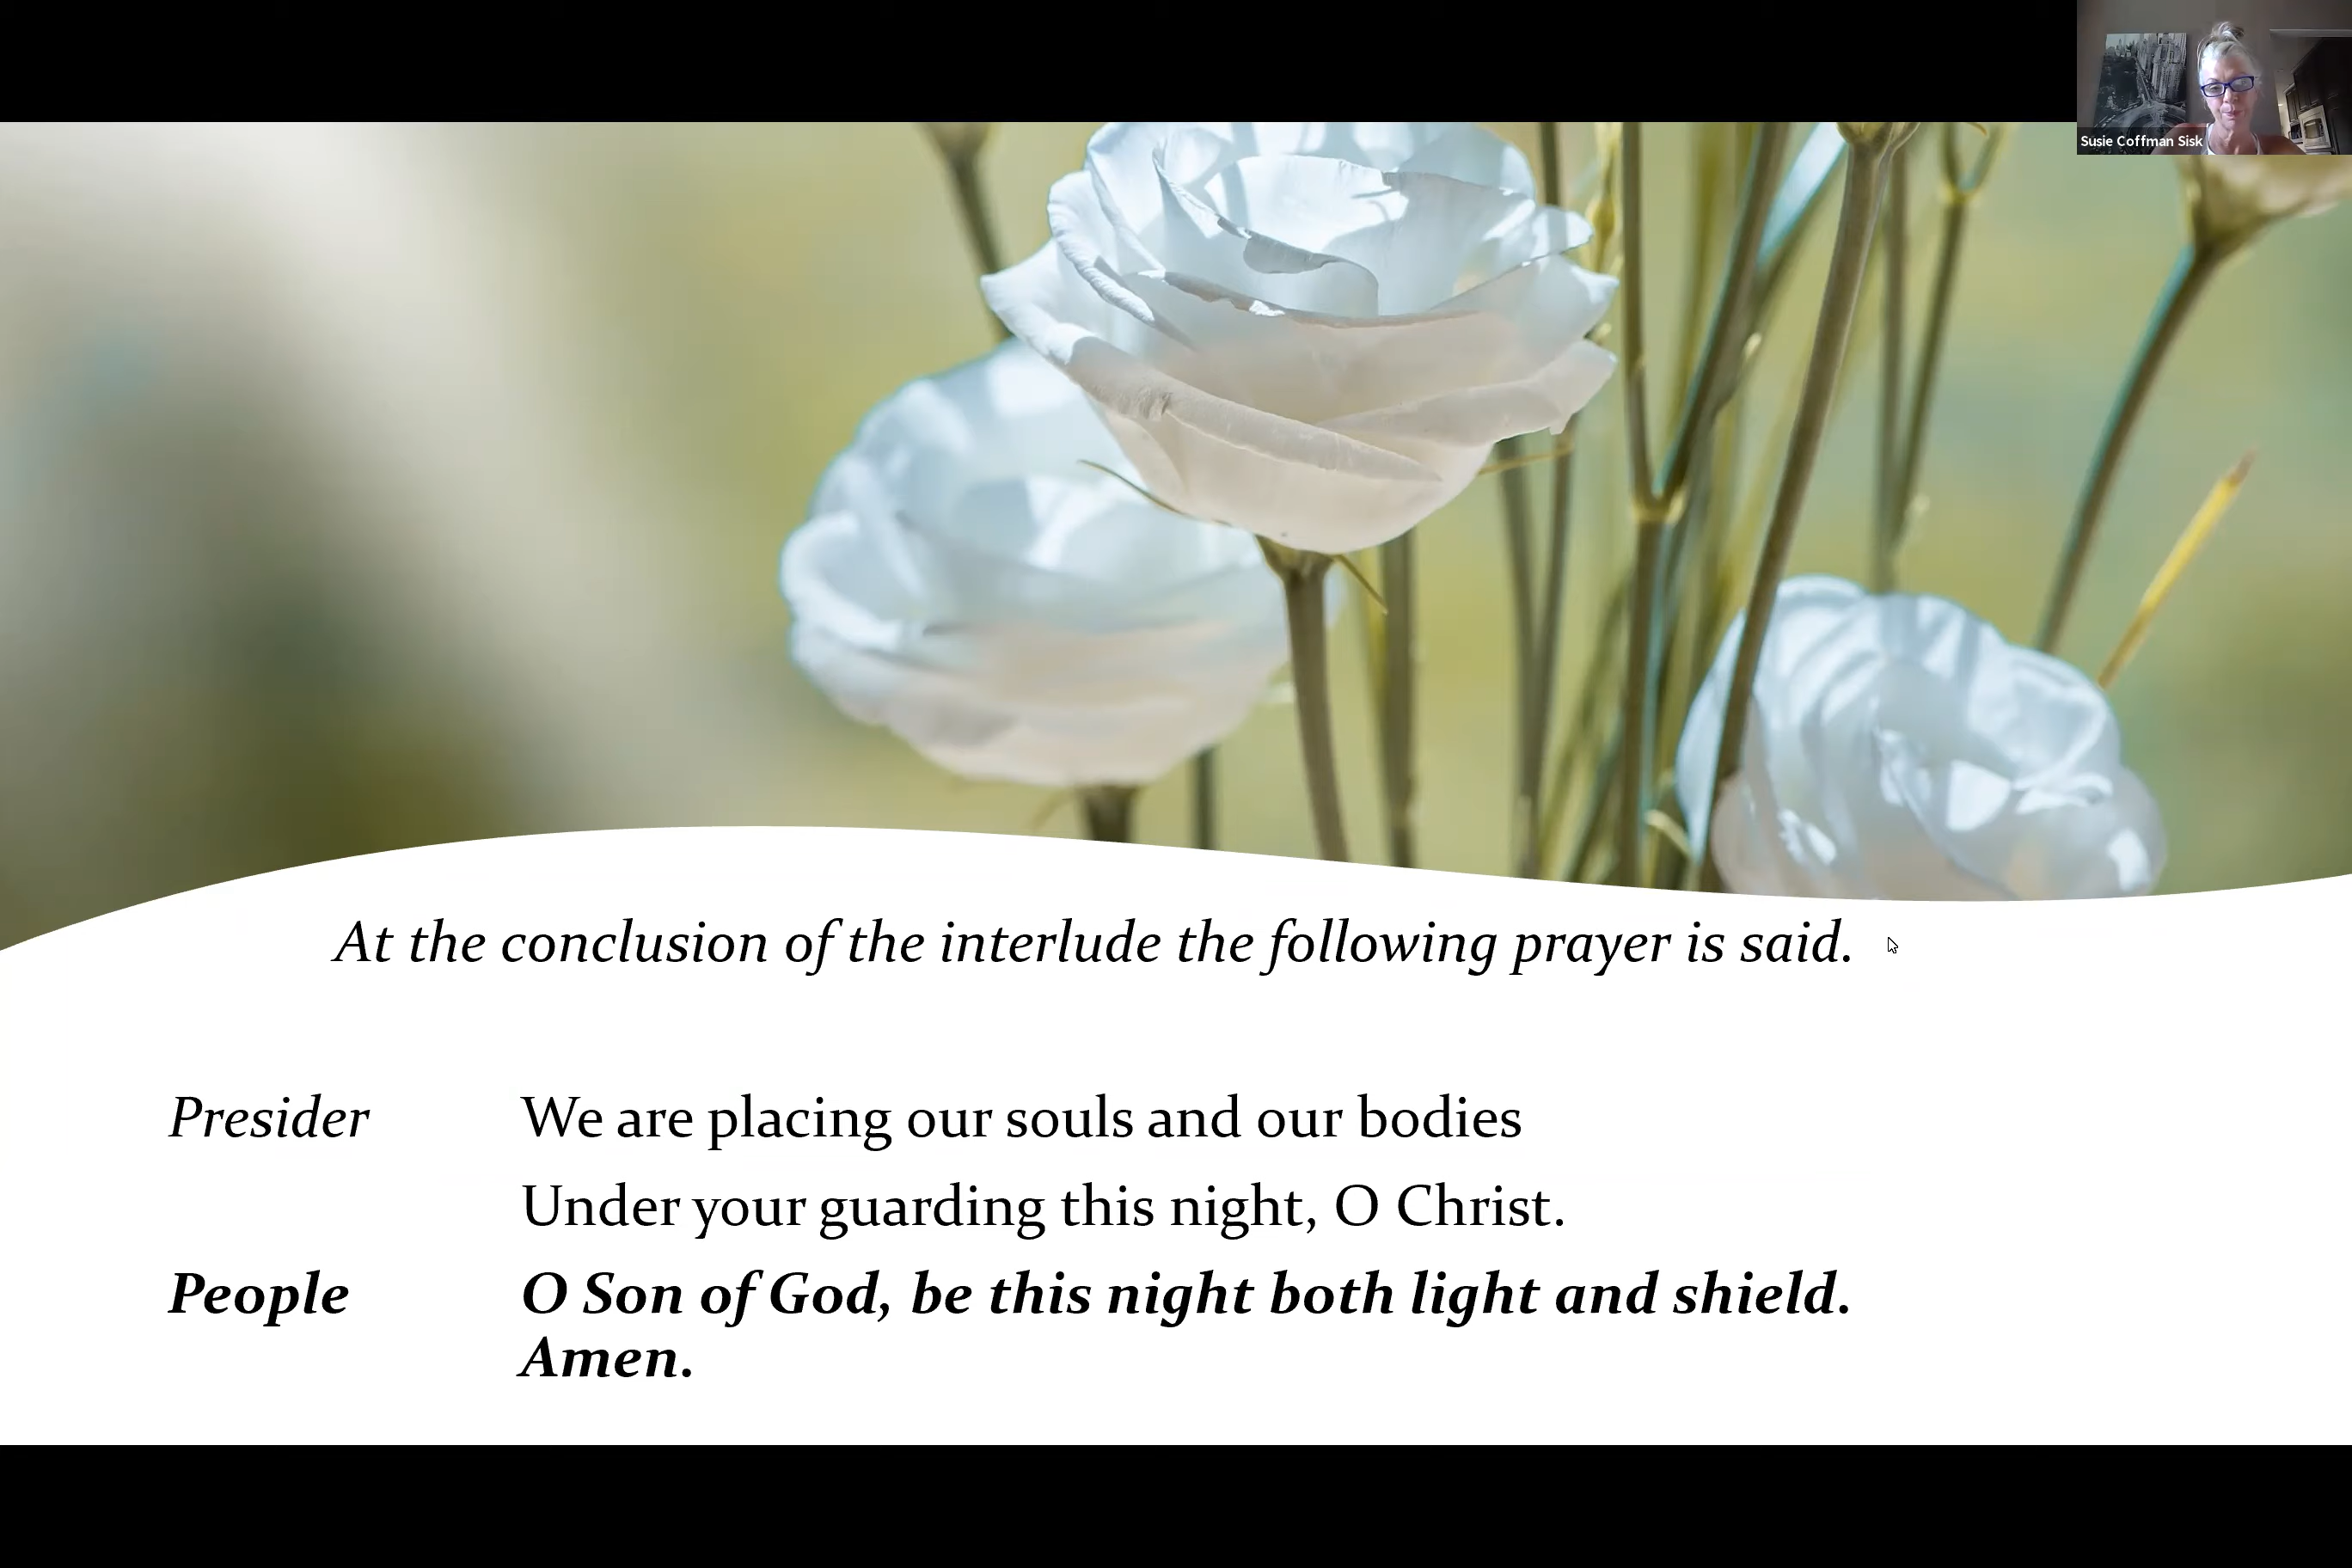 Susie Coffman Sisk
At the conclusion of the interlude the following prayer is said.
Presider We are placing our souls and our bodies
Under your guarding this night, O Christ.
People O Son of God, be this night both light and shield.
Amen.